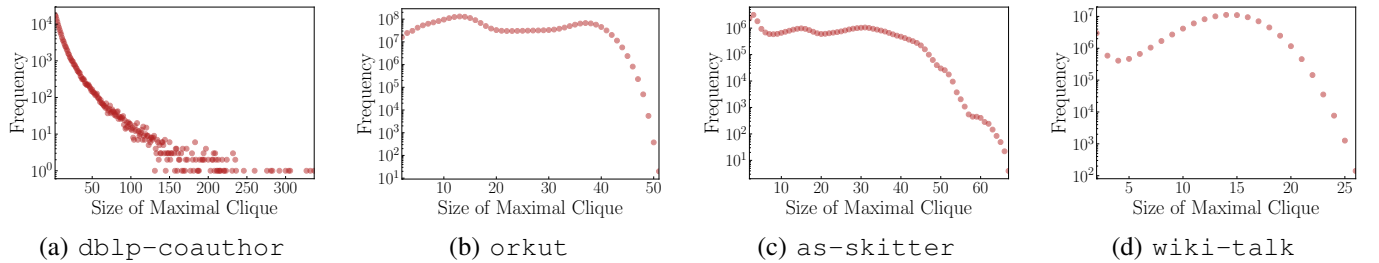 10^4
10^3
10^2
10^1
10^0
Frequency
50 100 150 200 250 300
Size of Maximal Clique
(a) dblp-coauthor
10^8
10^7
10^6
10^5
10^4
10^3
10^2
10^1
Frequency
10 20 30 40 50
Size of Maximal Clique
(b) orkut
10^6
10^5
10^4
10^3
10^2
10^1
Frequency
10 20 30 40 50 60
Size of Maximal Clique
(c) as-skitter
10^7
10^6
10^5
10^4
10^3
10^2
Frequency
5 10 15 20 25
Size of Maximal Clique
(d) wiki-talk